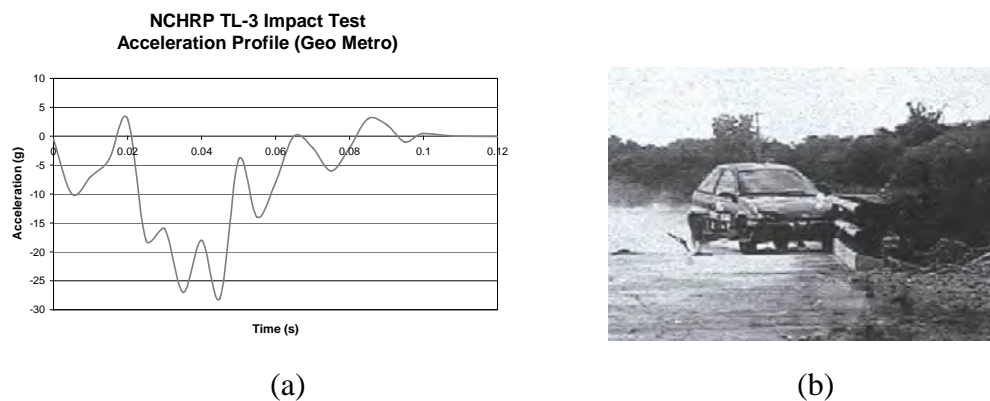 NCHRP TL-3 Impact Test
Acceleration Profile (Geo Metro)
10
5
0
-5
-10
-15
-20
-25
-30
0 0.02 0.04 0.06 0.08 0.1 0.12
Acceleration (g)
Time (s)
(a) (b)